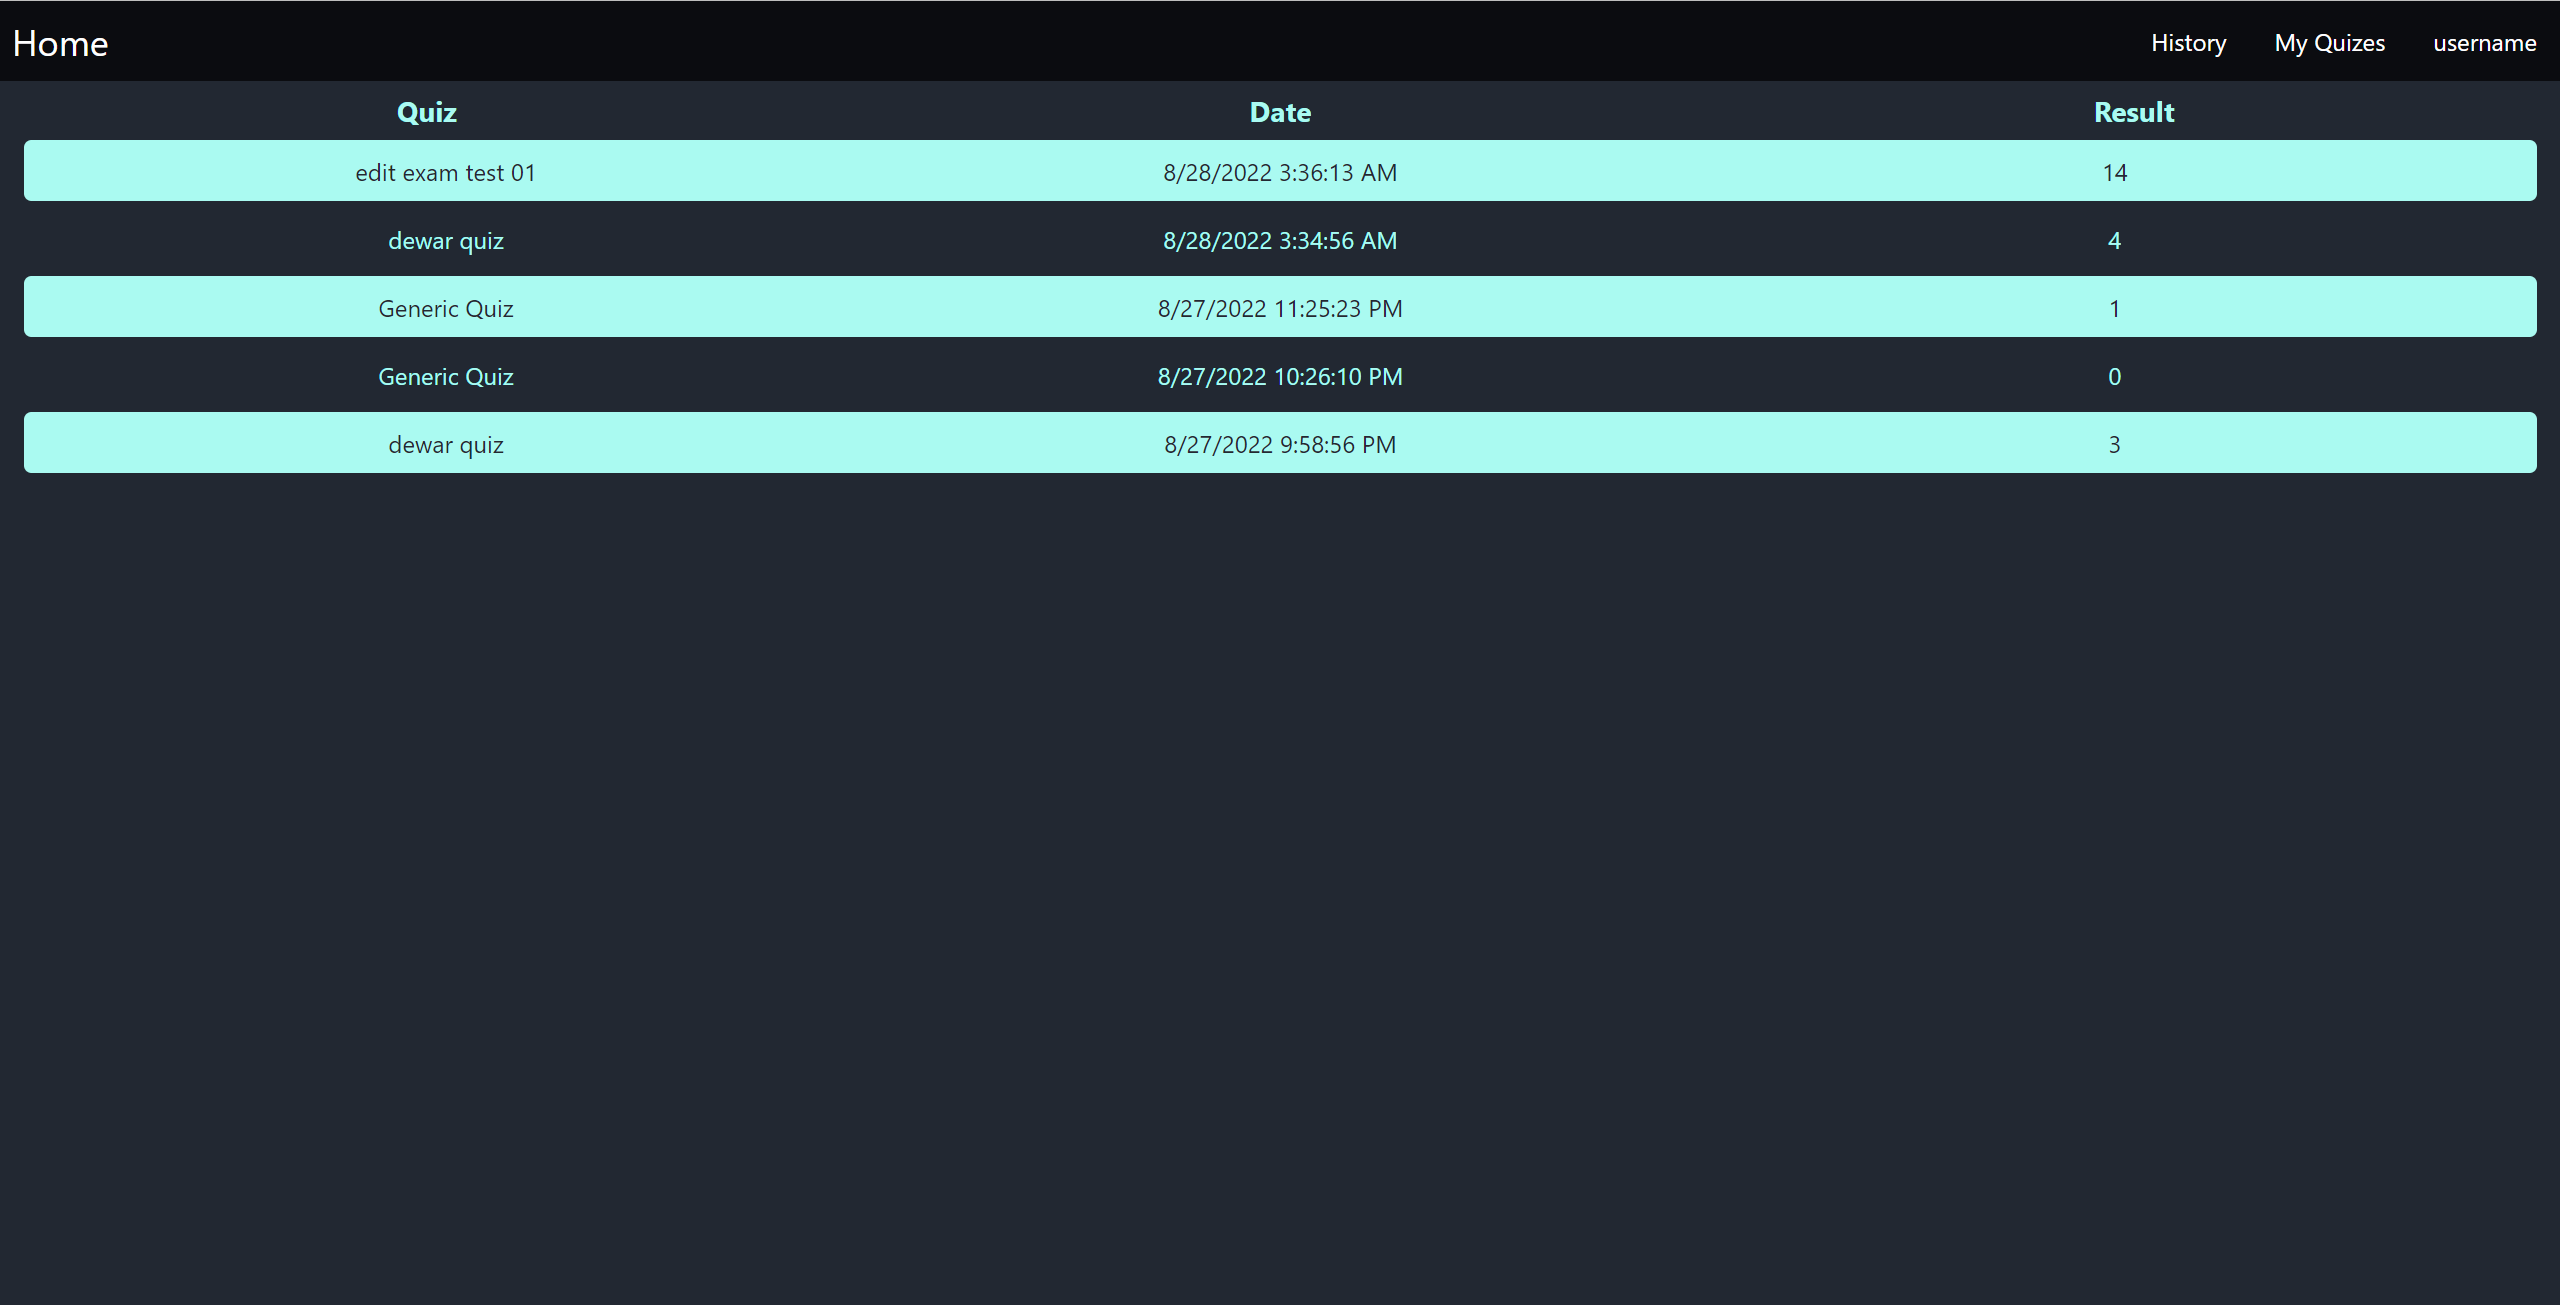 Home History My Quizes username
Quiz Date Result
edit exam test 01 8/28/2022 3:36:13 AM 14
dewar quiz 8/28/2022 3:34:56 AM 4
Generic Quiz 8/27/2022 11:25:23 PM 1
Generic Quiz 8/27/2022 10:26:10 PM 0
dewar quiz 8/27/2022 9:58:56 PM 3